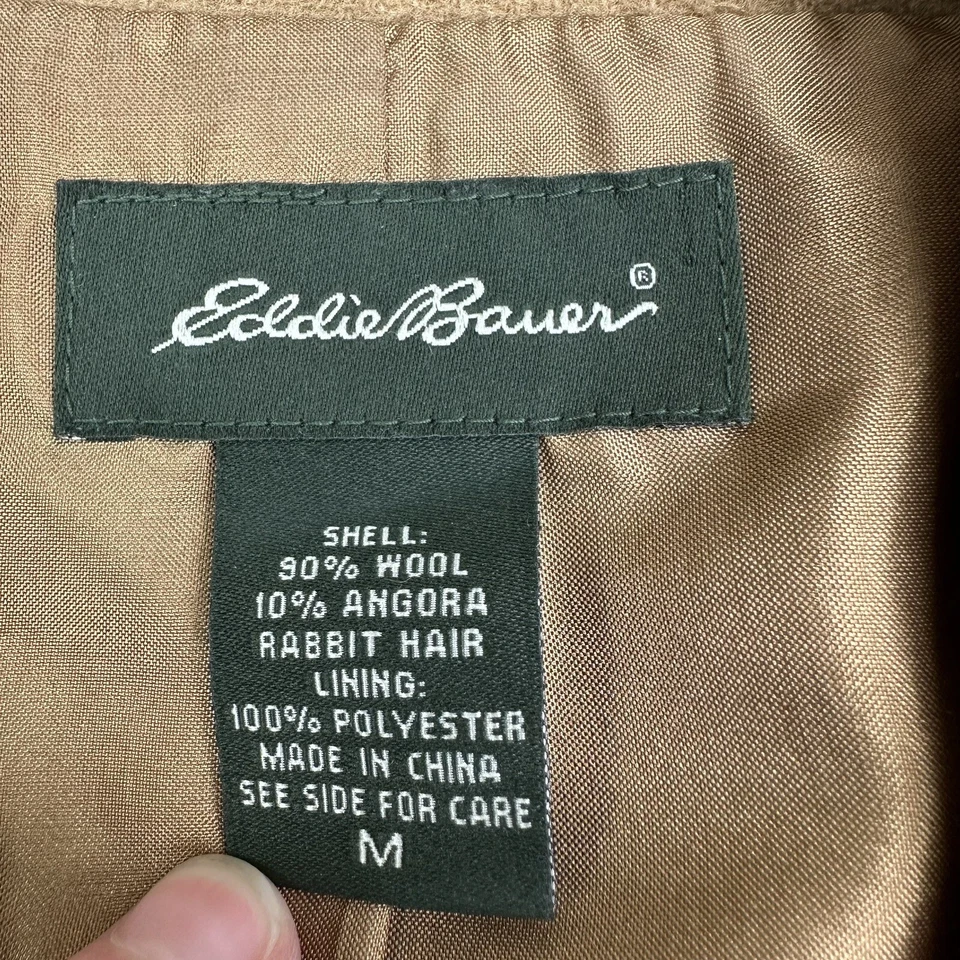 Eddie Bauer®
SHELL:
90% WOOL
10% ANGORA
RABBIT HAIR
LINING:
100% POLYESTER
MADE IN CHINA
SEE SIDE FOR CARE
M